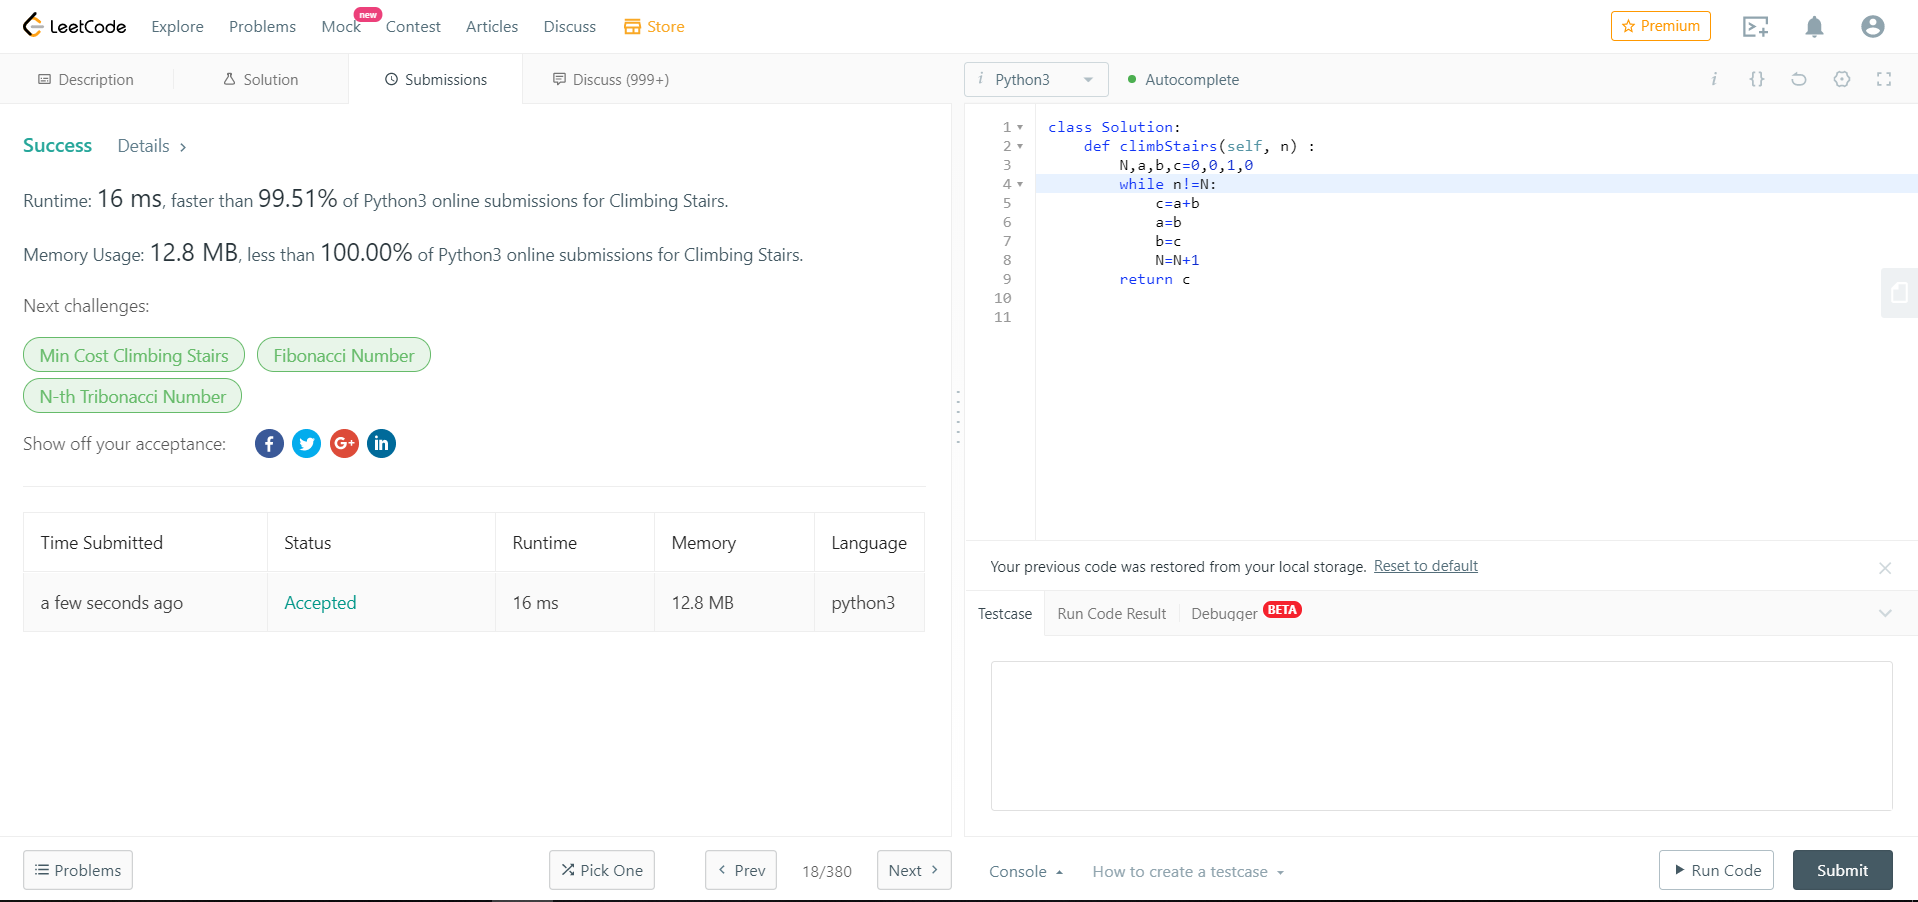 LeetCode Explore Problems Mock new Contest Articles Discuss Store Premium
Description Solution Submissions Discuss (999+)
Success Details >
Runtime: 16 ms, faster than 99.51% of Python3 online submissions for Climbing Stairs.
Memory Usage: 12.8 MB, less than 100.00% of Python3 online submissions for Climbing Stairs.
Next challenges:
Min Cost Climbing Stairs Fibonacci Number
N-th Tribonacci Number
Show off your acceptance: f G+ in
Time Submitted Status Runtime Memory Language
a few seconds ago Accepted 16 ms 12.8 MB python3
Problems Pick One < Prev 18/380 Next >
i Python3 Autocomplete i {}
1 class Solution:
2 def climbStairs(self, n) :
3 N,a,b,c=0,0,1,0
4 while n!=N:
5 c=a+b
6 a=b
7 b=c
8 N=N+1
9 return c
10
11
Your previous code was restored from your local storage. Reset to default
Testcase Run Code Result Debugger BETA
Console How to create a testcase Run Code Submit